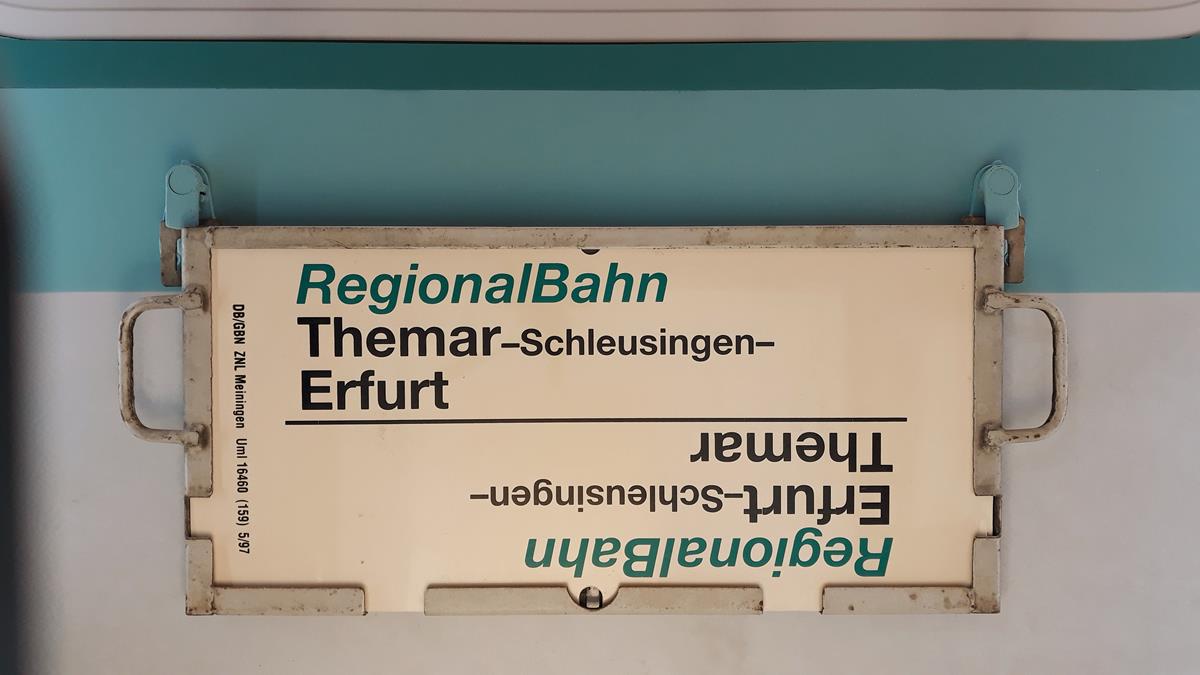 RegionalBahn
Themar–Schleusingen–
Erfurt
RegionalBahn
Erfurt–Schleusingen–
Themar
DB/GBN ZNL Meiningen Uml 16460 (159) 5/97